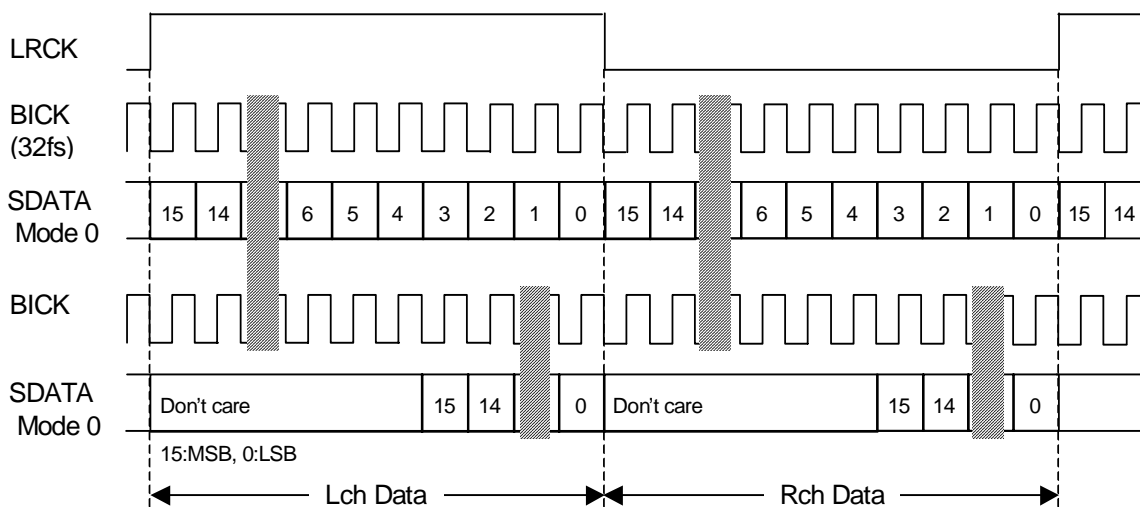 LRCK
BICK
(32fs)
SDATA
Mode 0
15 14 6 5 4 3 2 1 0 15 14 6 5 4 3 2 1 0 15 14
BICK
SDATA
Mode 0
Don't care 15 14 0 Don't care 15 14 0
15:MSB, 0:LSB
Lch Data Rch Data